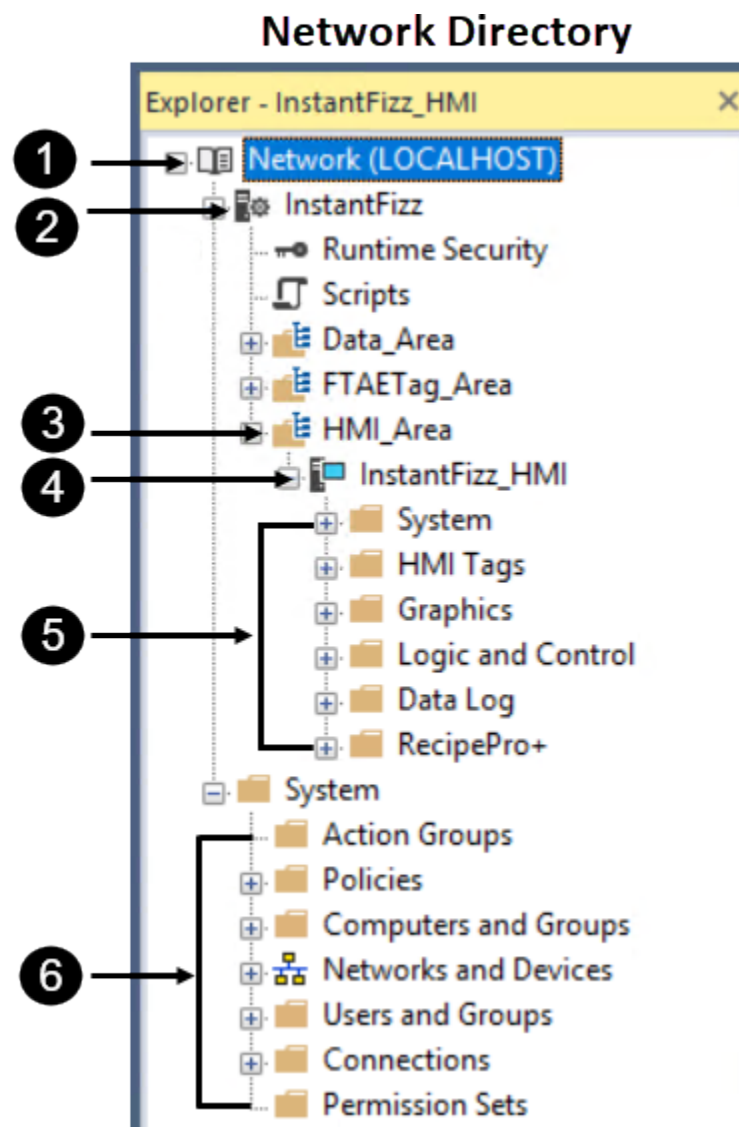 Network Directory
Explorer - InstantFizz_HMI ×
1 Network (LOCALHOST)
2 InstantFizz
Runtime Security
Scripts
Data_Area
FTAETag_Area
3 HMI_Area
4 InstantFizz_HMI
System
HMI Tags
Graphics
5 Logic and Control
Data Log
RecipePro+
System
Action Groups
Policies
Computers and Groups
6 Networks and Devices
Users and Groups
Connections
Permission Sets